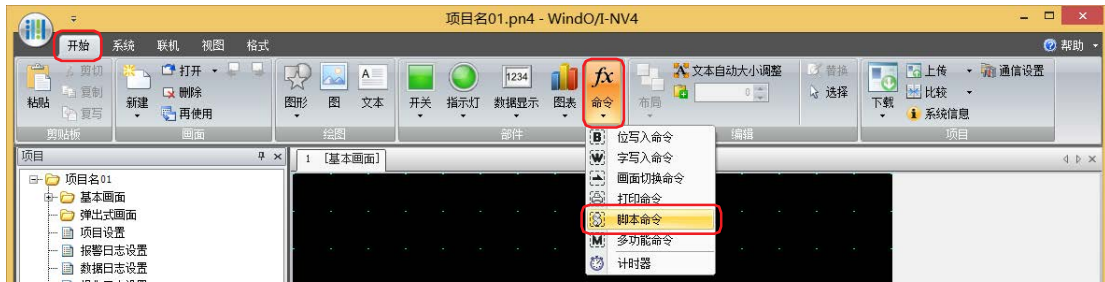 项目名01.pn4 - WindO/I-NV4
开始 系统 联机 视图 格式 帮助
粘贴 剪切 复制 复写
新建 打开 删除 再使用
图形 图 文本
开关 指示灯 1234 数据显示 图表 fx 命令
布局 文本自动大小调整 0 替换 选择
下载 上传 比较 系统信息 通信设置
剪贴板 画面 绘图 部件 编辑 项目
项目 1 [基本画面]
项目名01
基本画面
弹出式画面
项目设置
报警日志设置
数据日志设置
B 位写入命令
W 字写入命令
画面切换命令
打印命令
脚本命令
M 多功能命令
计时器